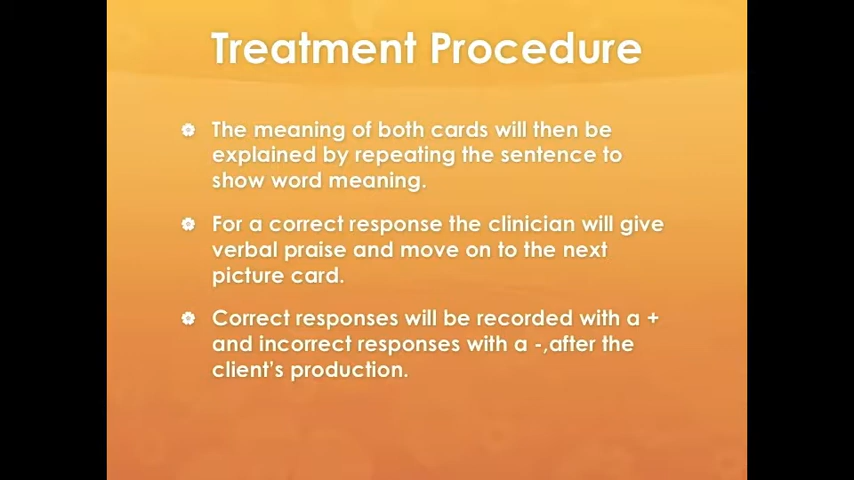 Treatment Procedure
The meaning of both cards will then be
explained by repeating the sentence to
show word meaning.
For a correct response the clinician will give
verbal praise and move on to the next
picture card.
Correct responses will be recorded with a +
and incorrect responses with a -,after the
client's production.